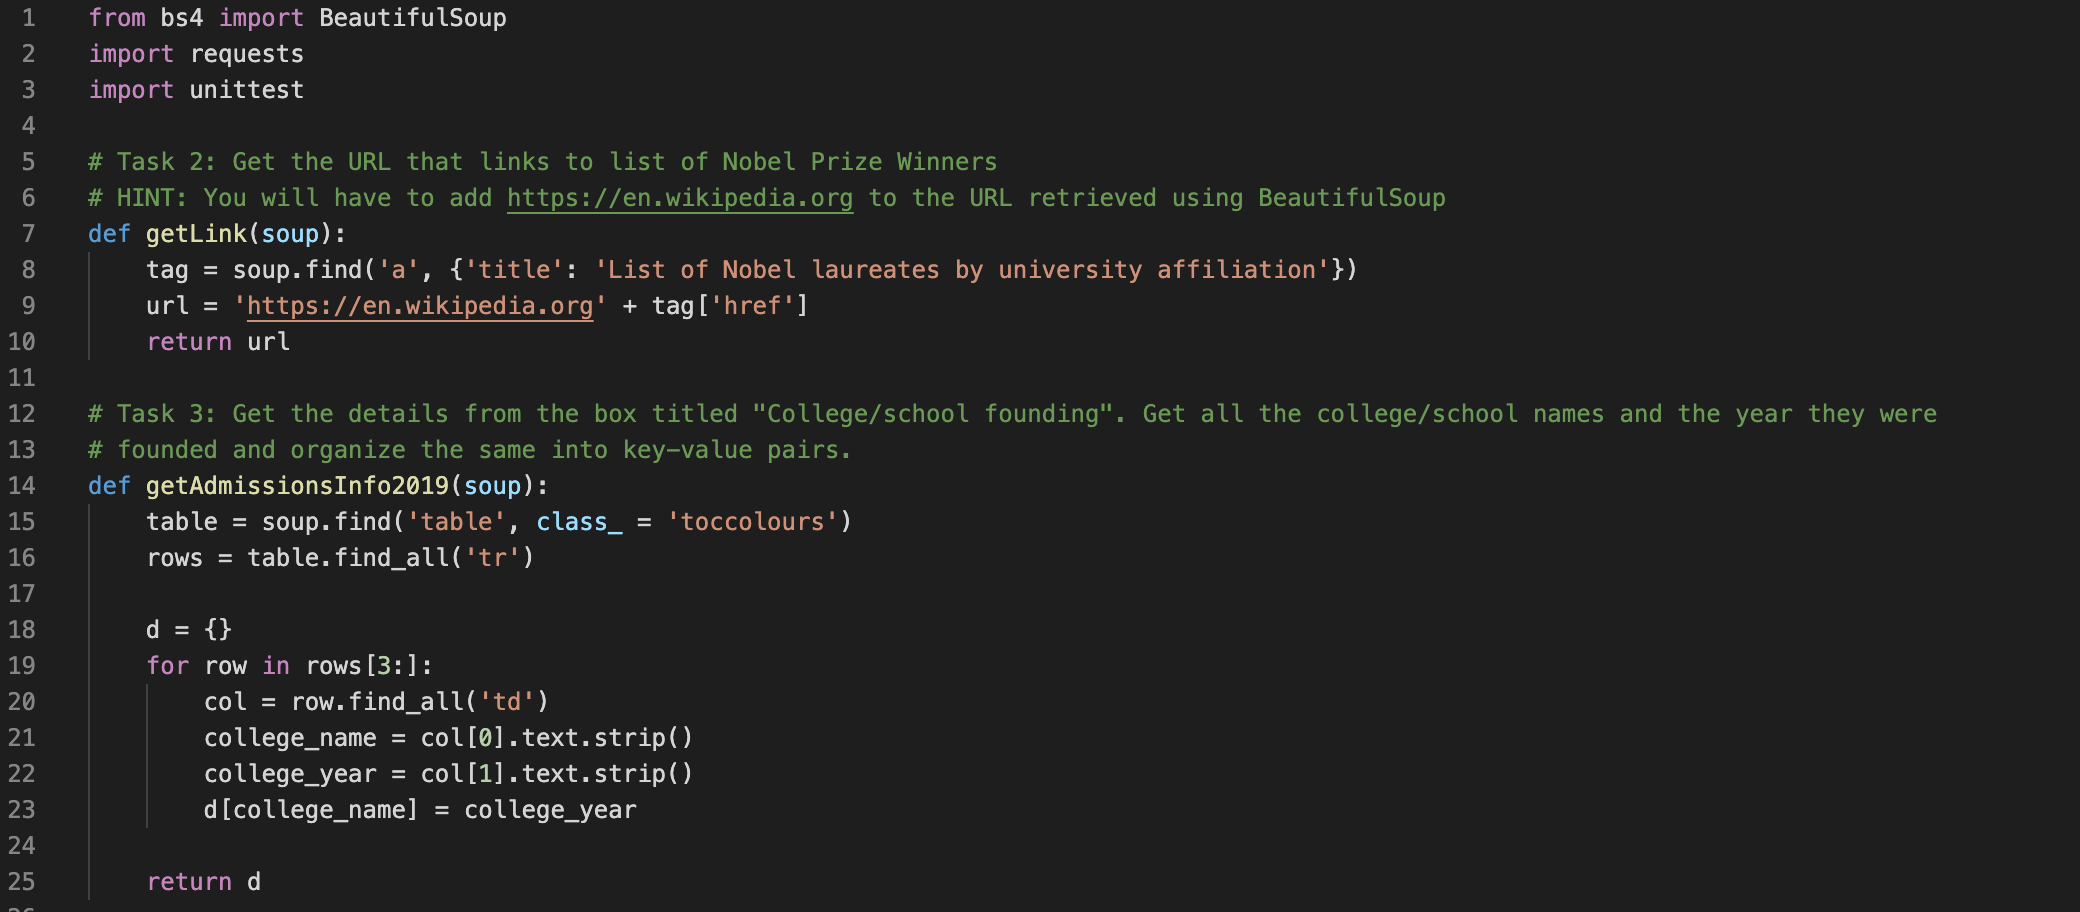 1 from bs4 import BeautifulSoup
2 import requests
3 import unittest
4
5 # Task 2: Get the URL that links to list of Nobel Prize Winners
6 # HINT: You will have to add https://en.wikipedia.org to the URL retrieved using BeautifulSoup
7 def getLink(soup):
8     tag = soup.find('a', {'title': 'List of Nobel laureates by university affiliation'})
9     url = 'https://en.wikipedia.org' + tag['href']
10     return url
11
12 # Task 3: Get the details from the box titled "College/school founding". Get all the college/school names and the year they were
13 # founded and organize the same into key-value pairs.
14 def getAdmissionsInfo2019(soup):
15     table = soup.find('table', class_ = 'toccolours')
16     rows = table.find_all('tr')
17
18     d = {}
19     for row in rows[3:]:
20         col = row.find_all('td')
21         college_name = col[0].text.strip()
22         college_year = col[1].text.strip()
23         d[college_name] = college_year
24
25     return d